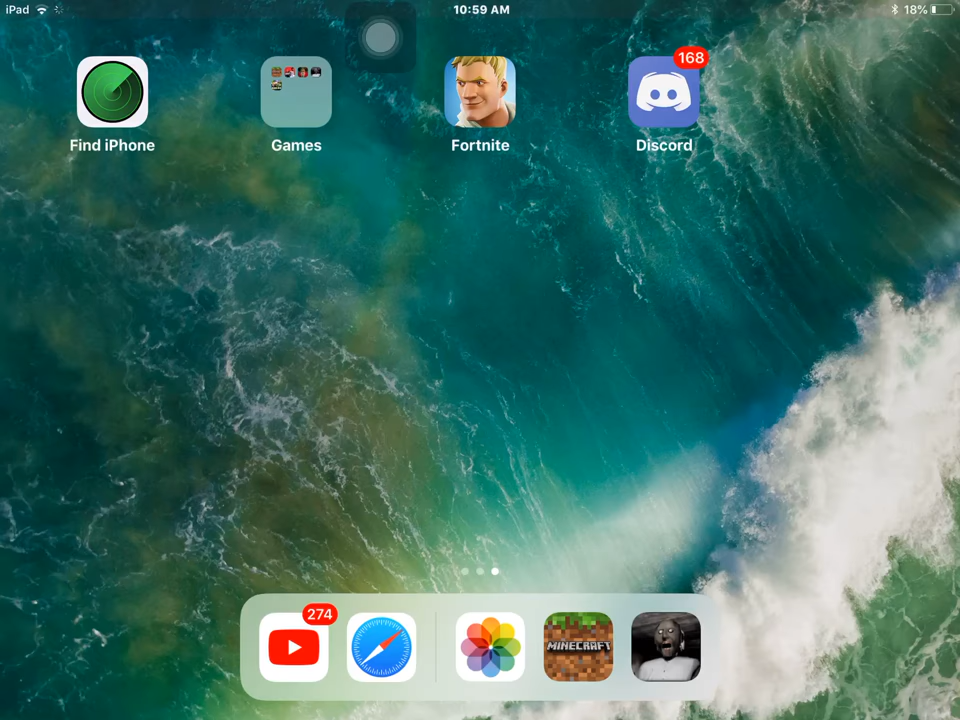 iPad
10:59 AM
18%
168
Find iPhone
Games
Fortnite
Discord
274
MINECRAFT